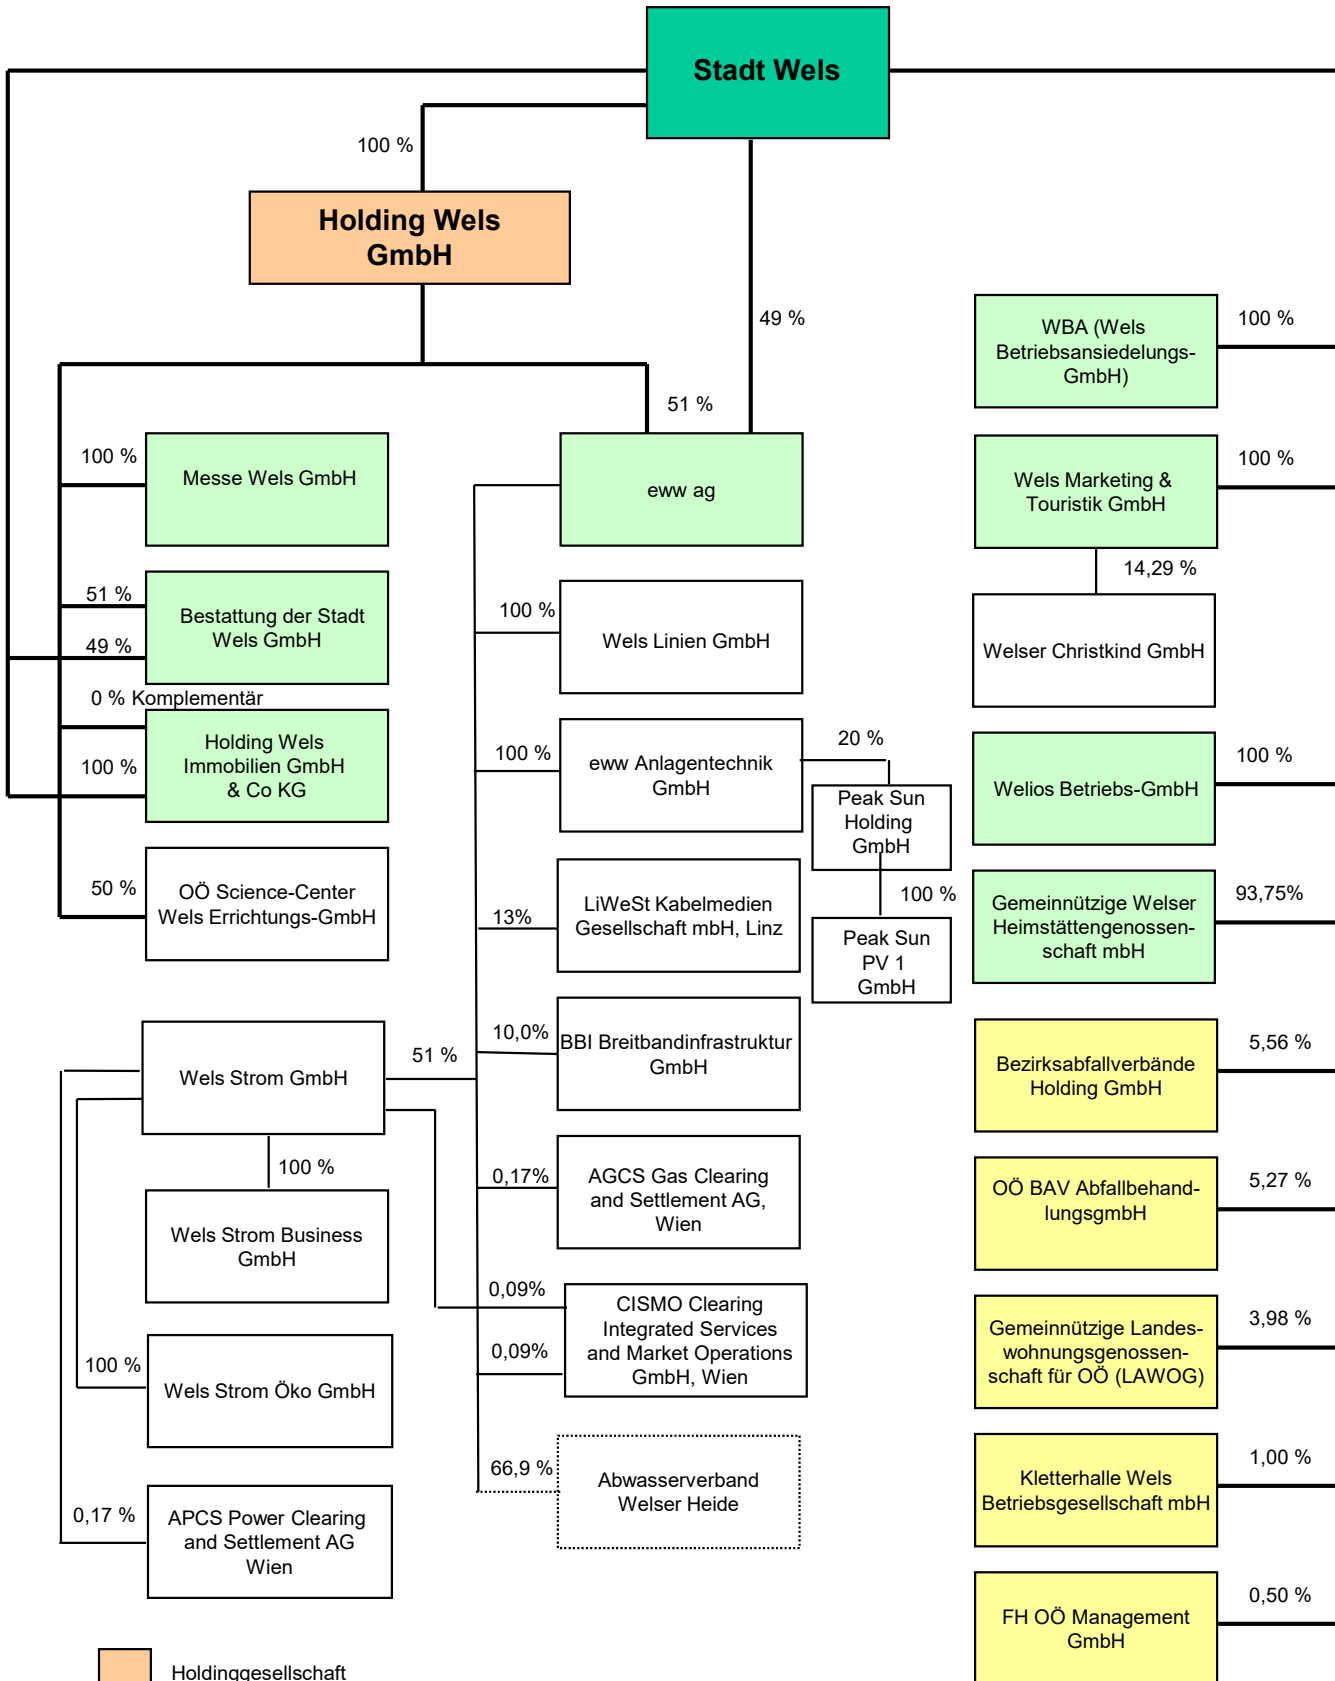 Stadt Wels
100 %
Holding Wels
GmbH
49 %
51 %
100 %
Messe Wels GmbH
51 %
49 %
Bestattung der Stadt
Wels GmbH
0 % Komplementär
100 %
Holding Wels
Immobilien GmbH
& Co KG
50 %
OÖ Science-Center
Wels Errichtungs-GmbH
Wels Strom GmbH
51 %
100 %
Wels Strom Business
GmbH
100 %
Wels Strom Öko GmbH
0,17 %
APCS Power Clearing
and Settlement AG
Wien
eww ag
100 %
Wels Linien GmbH
100 %
eww Anlagentechnik
GmbH
20 %
Peak Sun
Holding
GmbH
100 %
Peak Sun
PV 1
GmbH
13%
LiWeSt Kabelmedien
Gesellschaft mbH, Linz
10,0%
BBI Breitbandinfrastruktur
GmbH
0,17%
AGCS Gas Clearing
and Settlement AG,
Wien
0,09%
0,09%
CISMO Clearing
Integrated Services
and Market Operations
GmbH, Wien
66,9 %
Abwasserverband
Welser Heide
WBA (Wels
Betriebsansiedelungs-
GmbH)
100 %
Wels Marketing &
Touristik GmbH
100 %
14,29 %
Welser Christkind GmbH
Welios Betriebs-GmbH
100 %
Gemeinnützige Welser
Heimstättengenossen-
schaft mbH
93,75%
Bezirksabfallverbände
Holding GmbH
5,56 %
OÖ BAV Abfallbehand-
lungsgmbH
5,27 %
Gemeinnützige Landes-
wohnungsgenossen-
schaft für OÖ (LAWOG)
3,98 %
Kletterhalle Wels
Betriebsgesellschaft mbH
1,00 %
FH OÖ Management
GmbH
0,50 %
Holdinggesellschaft